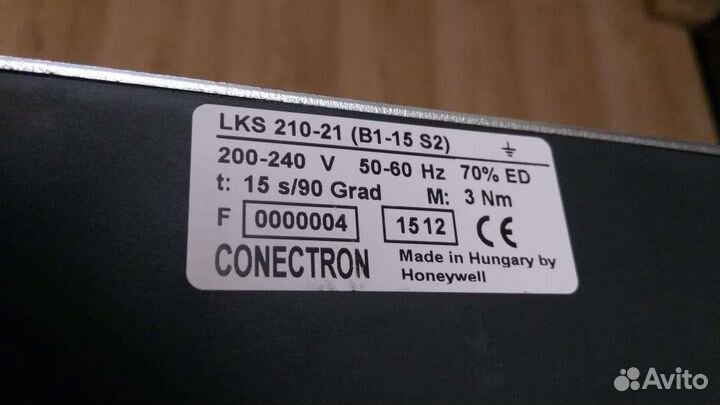 LKS 210-21 (B1-15 S2)
200-240 V 50-60 Hz 70% ED
t: 15 s/90 Grad M: 3 Nm
F 0000004 1512 CE
CONECTRON Made in Hungary by
Honeywell
Avito